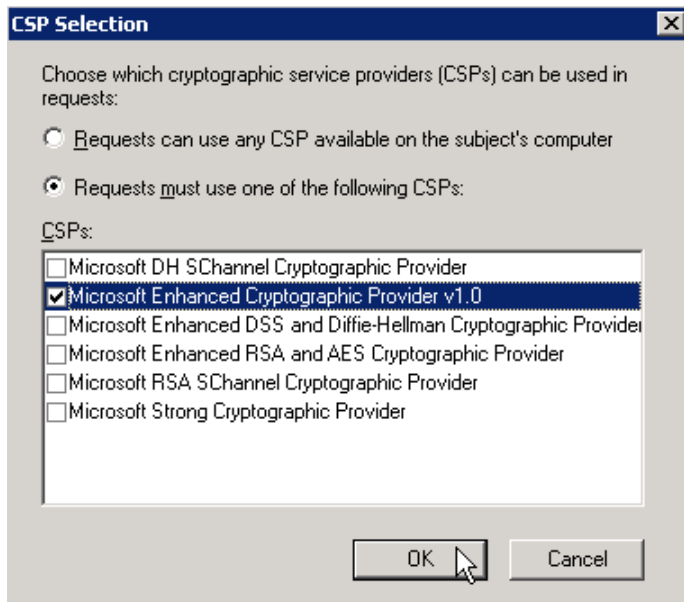 CSP Selection
Choose which cryptographic service providers (CSPs) can be used in
requests:
Requests can use any CSP available on the subject's computer
Requests must use one of the following CSPs:
CSPs:
Microsoft DH SChannel Cryptographic Provider
Microsoft Enhanced Cryptographic Provider v1.0
Microsoft Enhanced DSS and Diffie-Hellman Cryptographic Provider
Microsoft Enhanced RSA and AES Cryptographic Provider
Microsoft RSA SChannel Cryptographic Provider
Microsoft Strong Cryptographic Provider
OK Cancel